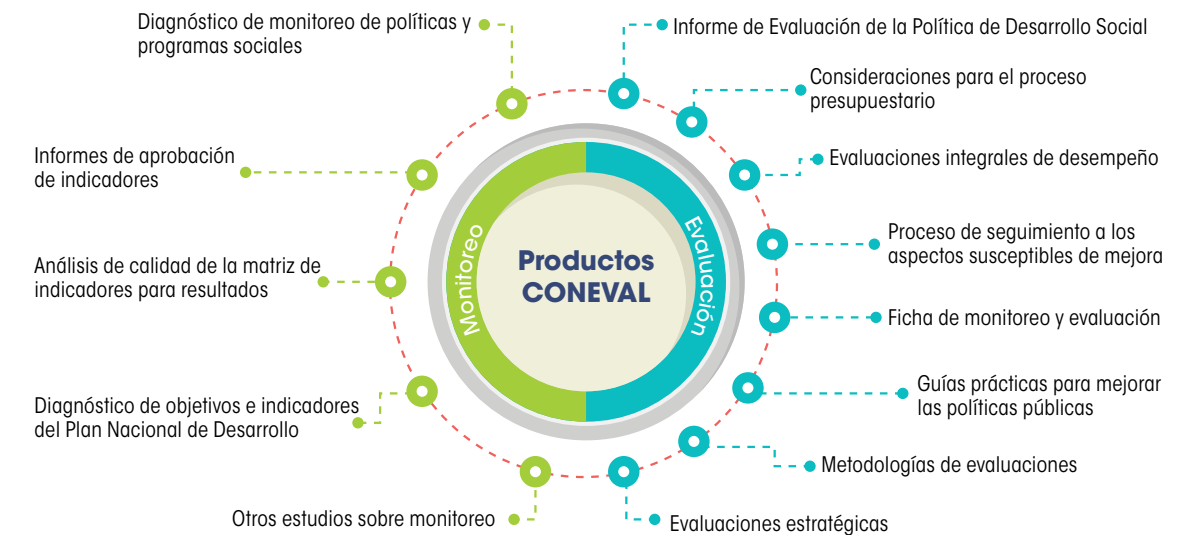 Diagnóstico de monitoreo de políticas y
programas sociales
Informes de aprobación
de indicadores
Análisis de calidad de la matriz de
indicadores para resultados
Diagnóstico de objetivos e indicadores
del Plan Nacional de Desarrollo
Otros estudios sobre monitoreo
Monitoreo
Productos
CONEVAL
Evaluación
Informe de Evaluación de la Política de Desarrollo Social
Consideraciones para el proceso
presupuestario
Evaluaciones integrales de desempeño
Proceso de seguimiento a los
aspectos susceptibles de mejora
Ficha de monitoreo y evaluación
Guías prácticas para mejorar
las políticas públicas
Metodologías de evaluaciones
Evaluaciones estratégicas